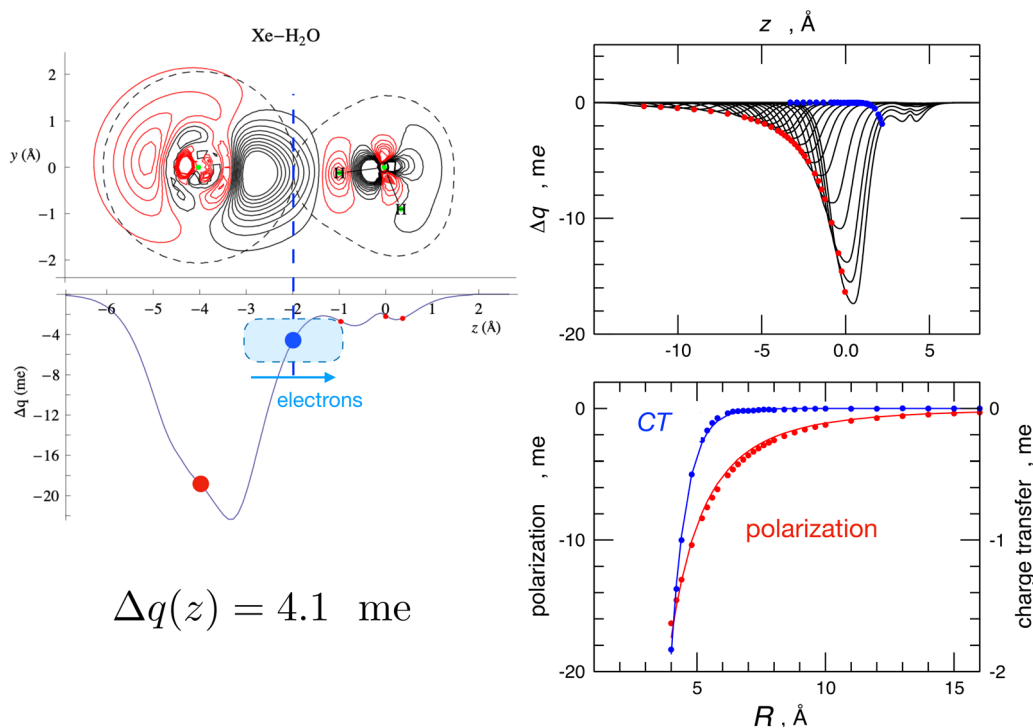 Xe−H₂O
2
1
y (Å) 0
-1
-2
H
H
−6 −5 −4 −3 −2 −1 0 1 2
z (Å)
−4
−8
−12
−16
−20
Δq (me)
electrons
Δq(z) = 4.1 me
z , Å
0
-10
-20
Δq , me
-10 -5 0.0 5
CT
polarization
0
-10
-20
polarization , me
0
-1
-2
charge transfer, me
5 10 15
R , Å